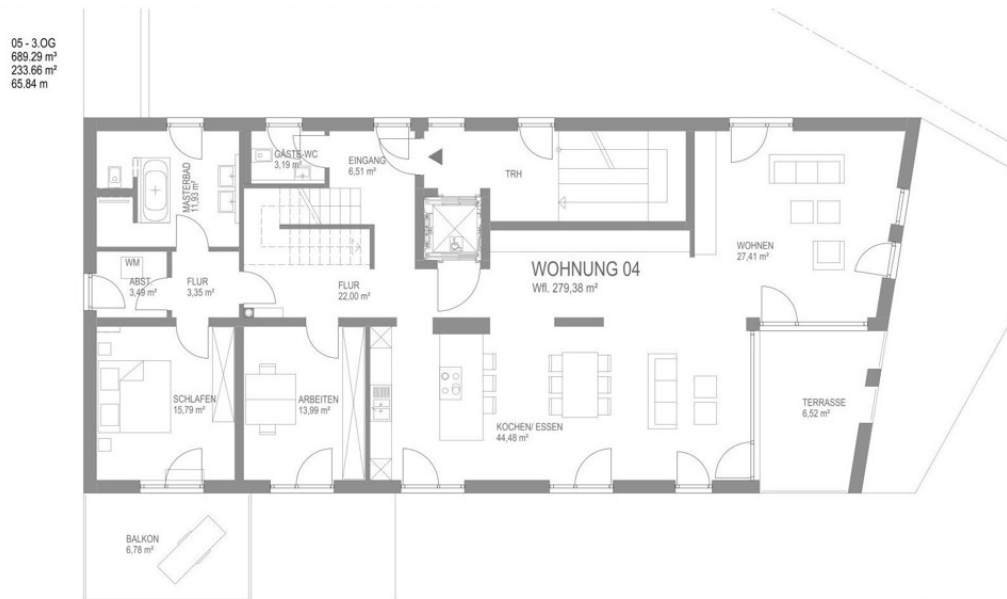 05 - 3.OG
689.29 m³
233.66 m²
65.84 m
MASTERBAD
11,93 m²
GÄSTE-WC
3,19 m²
EINGANG
6,51 m²
TRH
WOHNEN
27,41 m²
WM
ABST.
3,49 m²
FLUR
3,35 m²
FLUR
22,00 m²
WOHNUNG 04
Wfl. 279,38 m²
SCHLAFEN
15,79 m²
ARBEITEN
13,99 m²
KOCHEN/ ESSEN
44,48 m²
TERRASSE
6,52 m²
BALKON
6,78 m²